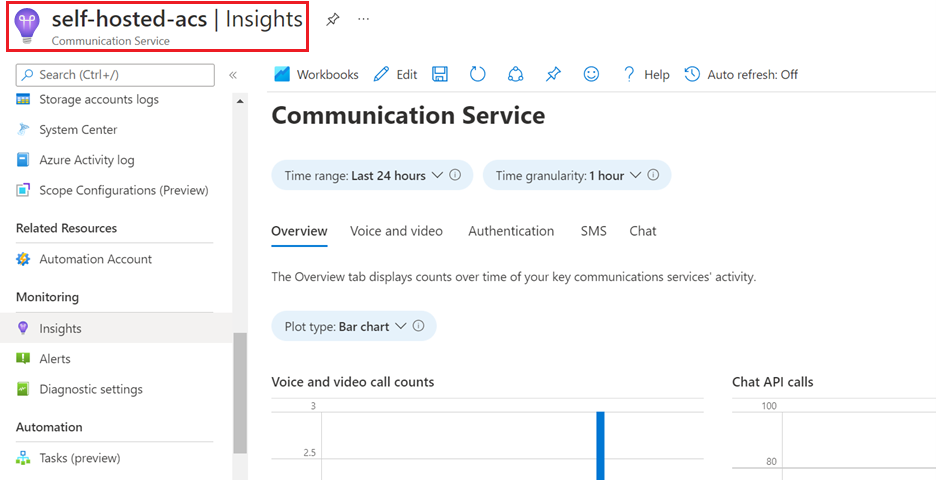 self-hosted-acs | Insights
Communication Service
Search (Ctrl+/)
Storage accounts logs
System Center
Azure Activity log
Scope Configurations (Preview)
Related Resources
Automation Account
Monitoring
Insights
Alerts
Diagnostic settings
Automation
Tasks (preview)
Workbooks Edit Help Auto refresh: Off
Communication Service
Time range: Last 24 hours Time granularity: 1 hour
Overview Voice and video Authentication SMS Chat
The Overview tab displays counts over time of your key communications services' activity.
Plot type: Bar chart
Voice and video call counts
3
2.5
Chat API calls
100
80